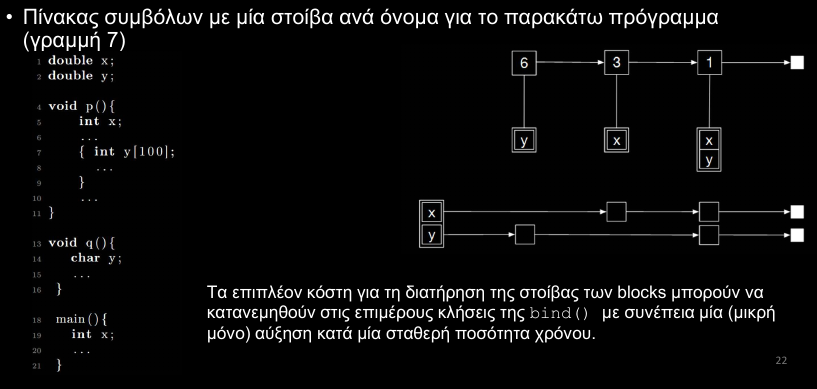 • Πίνακας συμβόλων με μία στοίβα ανά όνομα για το παρακάτω πρόγραμμα
(γραμμή 7)
1 double x;
2 double y;
4 void p(){
5 int x;
6 ...
7 { int y[100];
8 ...
9 }
10 ...
11 }
13 void q(){
14 char y;
15 ...
16 }
18 main(){
19 int x;
20 ...
21 }
6 3 1
y x x
y
x
y
Τα επιπλέον κόστη για τη διατήρηση της στοίβας των blocks μπορούν να
κατανεμηθούν στις επιμέρους κλήσεις της bind() με συνέπεια μία (μικρή
μόνο) αύξηση κατά μία σταθερή ποσότητα χρόνου.
22